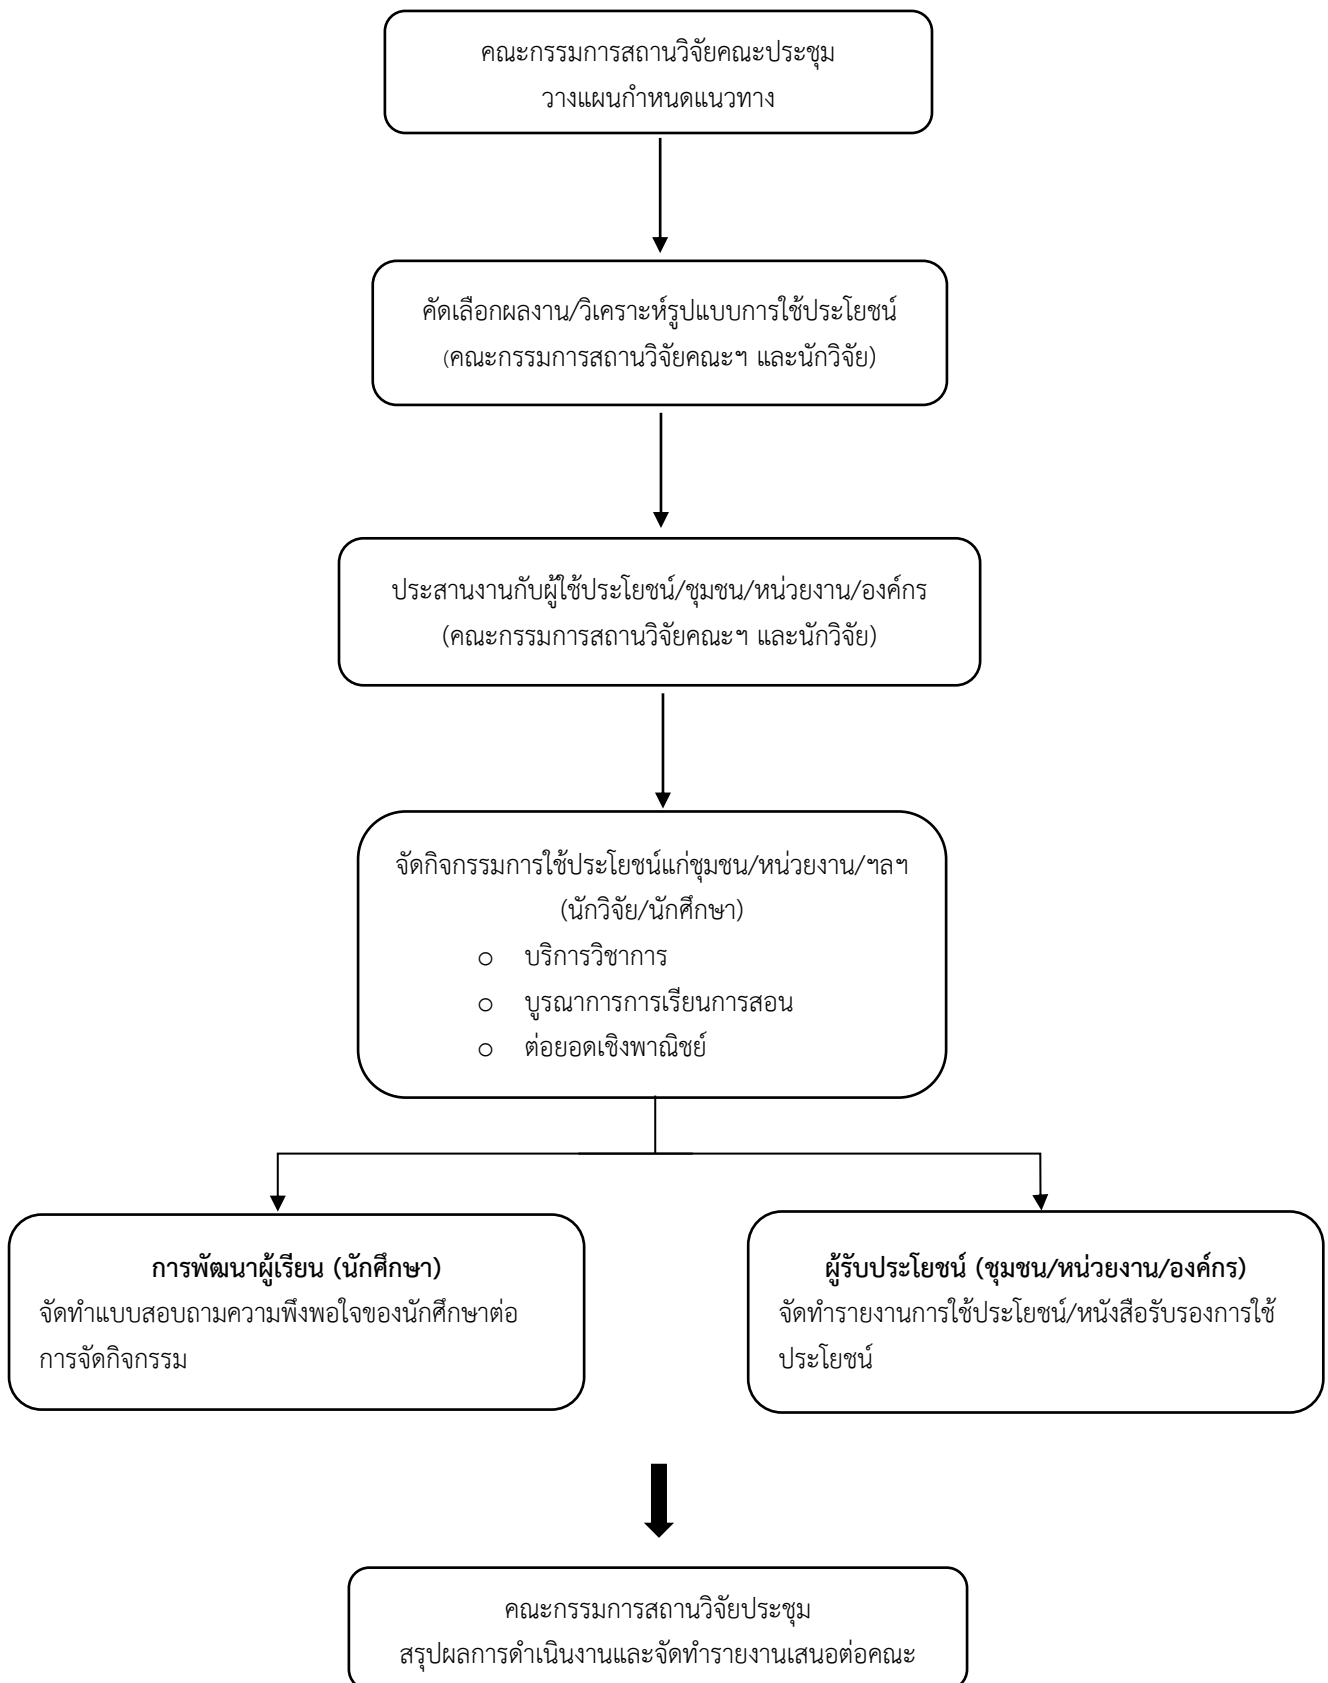 คณะกรรมการสถานวิจัยคณะประชุม
วางแผนกำหนดแนวทาง
คัดเลือกผลงาน/วิเคราะห์รูปแบบการใช้ประโยชน์
(คณะกรรมการสถานวิจัยคณะฯ และนักวิจัย)
ประสานงานกับผู้ใช้ประโยชน์/ชุมชน/หน่วยงาน/องค์กร
(คณะกรรมการสถานวิจัยคณะฯ และนักวิจัย)
จัดกิจกรรมการใช้ประโยชน์แก่ชุมชน/หน่วยงาน/ฯลฯ
(นักวิจัย/นักศึกษา)
o บริการวิชาการ
o บูรณาการการเรียนการสอน
o ต่อยอดเชิงพาณิชย์
การพัฒนาผู้เรียน (นักศึกษา)
จัดทำแบบสอบถามความพึงพอใจของนักศึกษาต่อ
การจัดกิจกรรม
ผู้รับประโยชน์ (ชุมชน/หน่วยงาน/องค์กร)
จัดทำรายงานการใช้ประโยชน์/หนังสือรับรองการใช้
ประโยชน์
คณะกรรมการสถานวิจัยประชุม
สรุปผลการดำเนินงานและจัดทำรายงานเสนอต่อคณะ